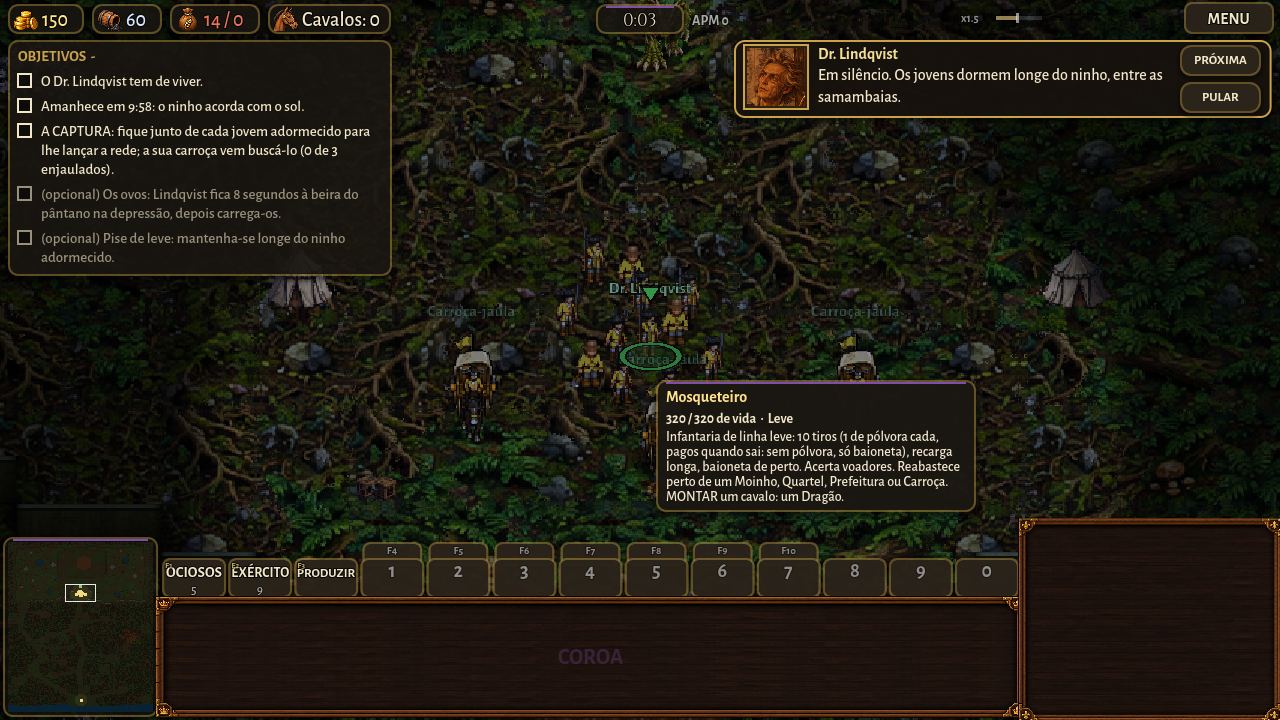 150
60
14 / 0
Cavalos: 0
0:03
APM 0
x1.5
MENU
OBJETIVOS -
O Dr. Lindqvist tem de viver.
Amanhece em 9:58: o ninho acorda com o sol.
A CAPTURA: fique junto de cada jovem adormecido para
lhe lançar a rede; a sua carroça vem buscá-lo (0 de 3
enjaulados).
(opcional) Os ovos: Lindqvist fica 8 segundos à beira do
pântano na depressão, depois carrega-os.
(opcional) Pise de leve: mantenha-se longe do ninho
adormecido.
Dr. Lindqvist
Em silêncio. Os jovens dormem longe do ninho, entre as
samambaias.
PRÓXIMA
PULAR
Dr. Lindqvist
Carroça-jaula
Carroça-jaula
Carroça-jaula
Mosqueteiro
320 / 320 de vida · Leve
Infantaria de linha leve: 10 tiros (1 de pólvora cada,
pagos quando sai: sem pólvora, só baioneta), recarga
longa, baioneta de perto. Acerta voadores. Reabastece
perto de um Moinho, Quartel, Prefeitura ou Carroça.
MONTAR um cavalo: um Dragão.
F4 F5 F6 F7 F8 F9 F10
OCIOSOS EXÉRCITO PRODUZIR 1 2 3 4 5 6 7 8 9 0
5 9
COROA